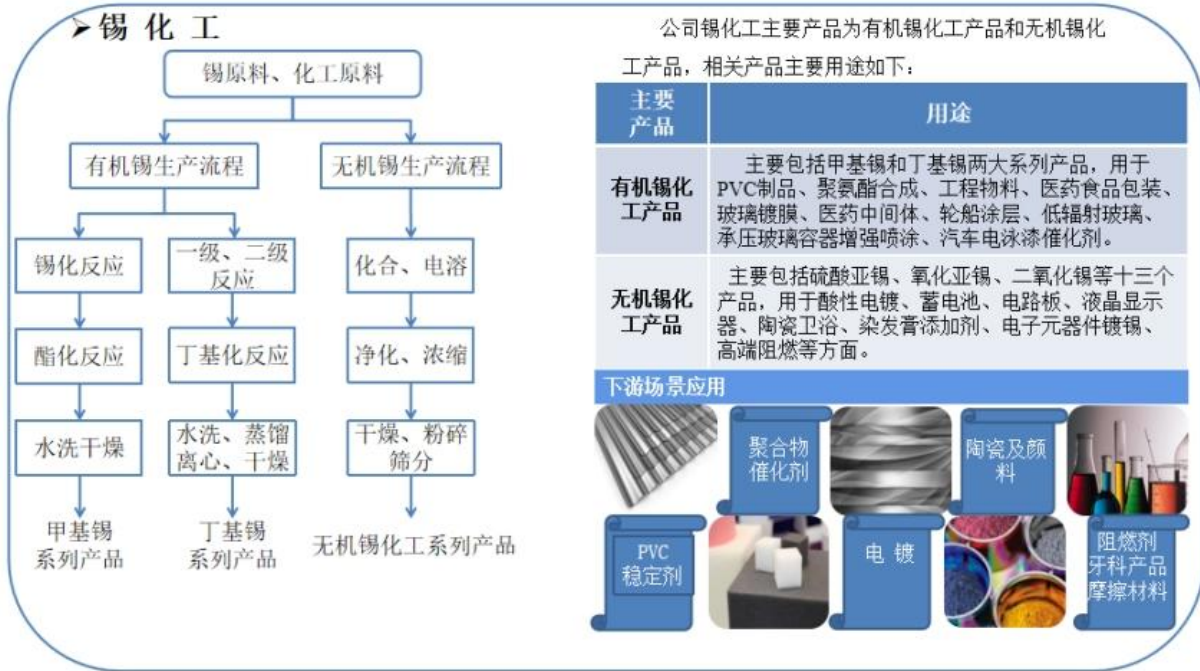 ➢锡 化 工
锡原料、化工原料
有机锡生产流程
无机锡生产流程
锡化反应
一级、二级
反应
化合、电溶
酯化反应
丁基化反应
净化、浓缩
水洗干燥
水洗、蒸馏
离心、干燥
干燥、粉碎
筛分
甲基锡
系列产品
丁基锡
系列产品
无机锡化工系列产品
公司锡化工主要产品为有机锡化工产品和无机锡化
工产品，相关产品主要用途如下：
主要
产品
用途
有机锡化
工产品
主要包括甲基锡和丁基锡两大系列产品，用于
PVC制品、聚氨酯合成、工程物料、医药食品包装、
玻璃镀膜、医药中间体、轮船涂层、低辐射玻璃、
承压玻璃容器增强喷涂、汽车电泳漆催化剂。
无机锡化
工产品
主要包括硫酸亚锡、氧化亚锡、二氧化锡等十三个
产品，用于酸性电镀、蓄电池、电路板、液晶显示
器、陶瓷卫浴、染发膏添加剂、电子元器件镀锡、
高端阻燃等方面。
下游场景应用
聚合物
催化剂
陶瓷及颜
料
PVC
稳定剂
电 镀
阻燃剂
牙科产品
摩擦材料